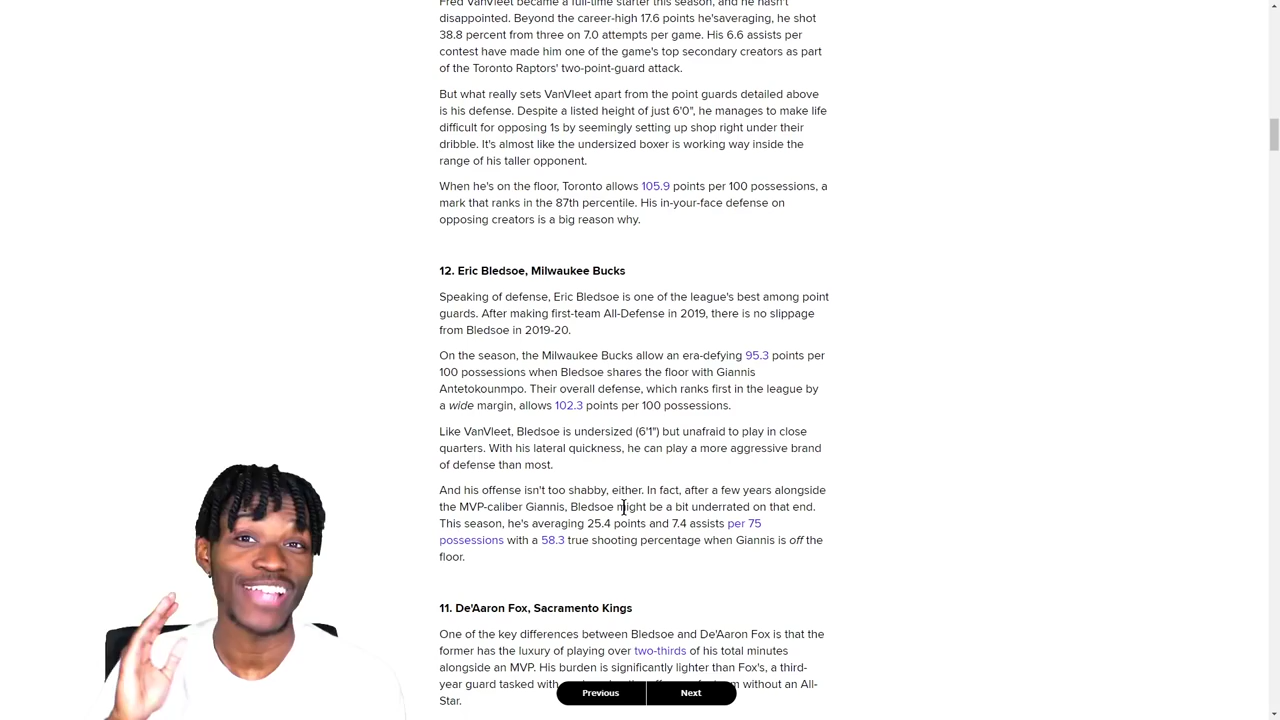 Fred VanVleet became a full-time starter this season, and he hasn't
disappointed. Beyond the career-high 17.6 points he'saveraging, he shot
38.8 percent from three on 7.0 attempts per game. His 6.6 assists per
contest have made him one of the game's top secondary creators as part
of the Toronto Raptors' two-point-guard attack.
But what really sets VanVleet apart from the point guards detailed above
is his defense. Despite a listed height of just 6'0", he manages to make life
difficult for opposing 1s by seemingly setting up shop right under their
dribble. It's almost like the undersized boxer is working way inside the
range of his taller opponent.
When he's on the floor, Toronto allows 105.9 points per 100 possessions, a
mark that ranks in the 87th percentile. His in-your-face defense on
opposing creators is a big reason why.
12. Eric Bledsoe, Milwaukee Bucks
Speaking of defense, Eric Bledsoe is one of the league's best among point
guards. After making first-team All-Defense in 2019, there is no slippage
from Bledsoe in 2019-20.
On the season, the Milwaukee Bucks allow an era-defying 95.3 points per
100 possessions when Bledsoe shares the floor with Giannis
Antetokounmpo. Their overall defense, which ranks first in the league by
a wide margin, allows 102.3 points per 100 possessions.
Like VanVleet, Bledsoe is undersized (6'1") but unafraid to play in close
quarters. With his lateral quickness, he can play a more aggressive brand
of defense than most.
And his offense isn't too shabby, either. In fact, after a few years alongside
the MVP-caliber Giannis, Bledsoe might be a bit underrated on that end.
This season, he's averaging 25.4 points and 7.4 assists per 75
possessions with a 58.3 true shooting percentage when Giannis is off the
floor.
11. De'Aaron Fox, Sacramento Kings
One of the key differences between Bledsoe and De'Aaron Fox is that the
former has the luxury of playing over two-thirds of his total minutes
alongside an MVP. His burden is significantly lighter than Fox's, a third-
year guard tasked with without an All-
Star.
Previous
Next